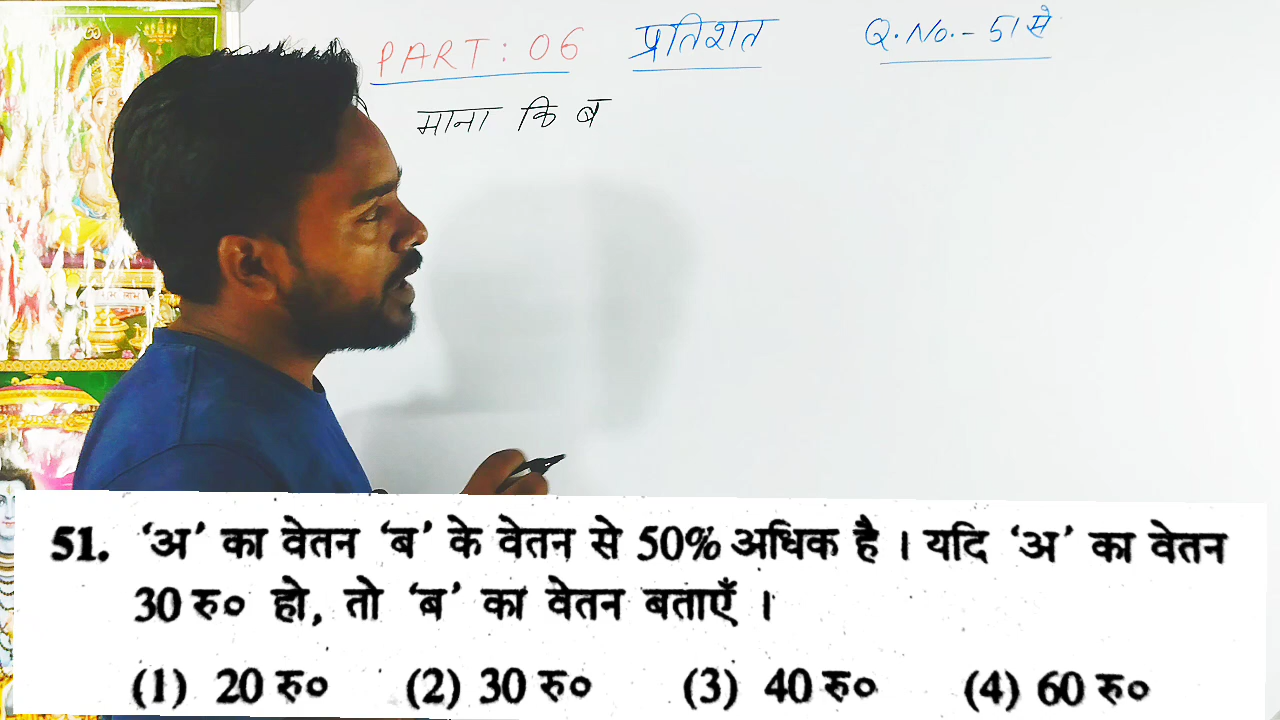 PART: 06 प्रतिशत Q.No.- 51 से
माना कि ब
51. ‘अ’ का वेतन ‘ब’ के वेतन से 50% अधिक है । यदि ‘अ’ का वेतन
30 रु० हो, तो ‘ब’ का वेतन बताएँ ।
(1) 20 रु० (2) 30 रु० (3) 40 रु० (4) 60 रु०